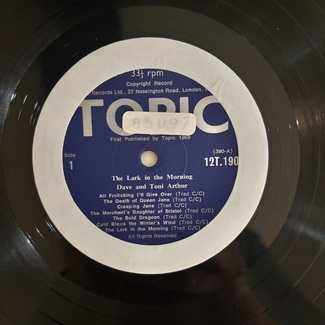 33⅓ rpm
Copyright Record
Records Ltd., 27 Nassington Road, London,
TOPIC
85097
First Published by Topic 1969
Side
1
(380-A)
12T.190
The Lark in the Morning
Dave and Toni Arthur
All Frolicking I'll Give Over (Trad C/C)
The Death of Queen Jane (Trad C/C)
Creeping Jane (Trad C/C)
The Merchant's Daughter of Bristol (Trad C/C)
The Bold Dragoon (Trad C/C)
Cold Blows the Winter's Wind (Trad C/C)
The Lark in the Morning (Trad C/C)
All Rights Reserved